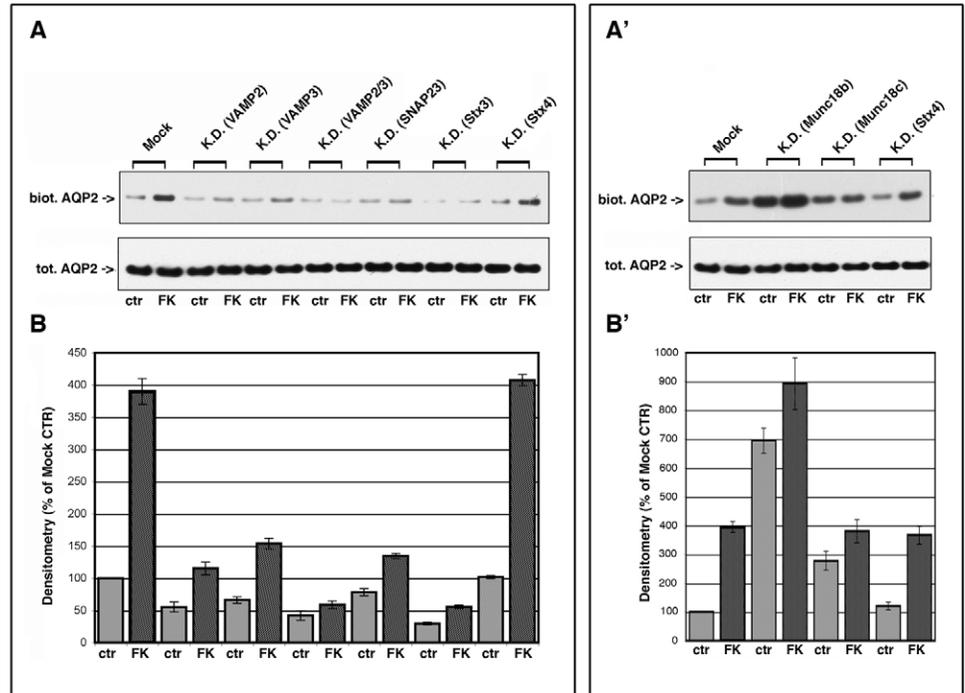 A
Mock K.D. (VAMP2) K.D. (VAMP3) K.D. (VAMP2/3) K.D. (SNAP23) K.D. (Stx3) K.D. (Stx4)
biot. AQP2 ->
tot. AQP2 ->
ctr FK ctr FK ctr FK ctr FK ctr FK ctr FK ctr FK
B
Densitometry (% of Mock CTR)
450
400
350
300
250
200
150
100
50
0
ctr FK ctr FK ctr FK ctr FK ctr FK ctr FK ctr FK
A'
Mock K.D. (Munc18b) K.D. (Munc18c) K.D. (Stx4)
biot. AQP2 ->
tot. AQP2 ->
ctr FK ctr FK ctr FK ctr FK
B'
Densitometry (% of Mock CTR)
1000
900
800
700
600
500
400
300
200
100
0
ctr FK ctr FK ctr FK ctr FK